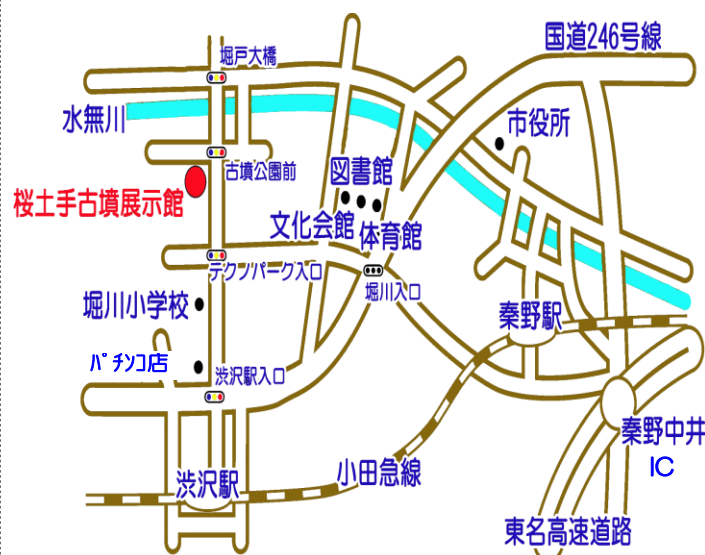 国道246号線
堀戸大橋
水無川
市役所
古墳公園前
図書館
桜土手古墳展示館
文化会館
体育館
テクノパーク入口
堀川入口
堀川小学校
秦野駅
パチンコ店
渋沢駅入口
秦野中井
IC
小田急線
渋沢駅
東名高速道路